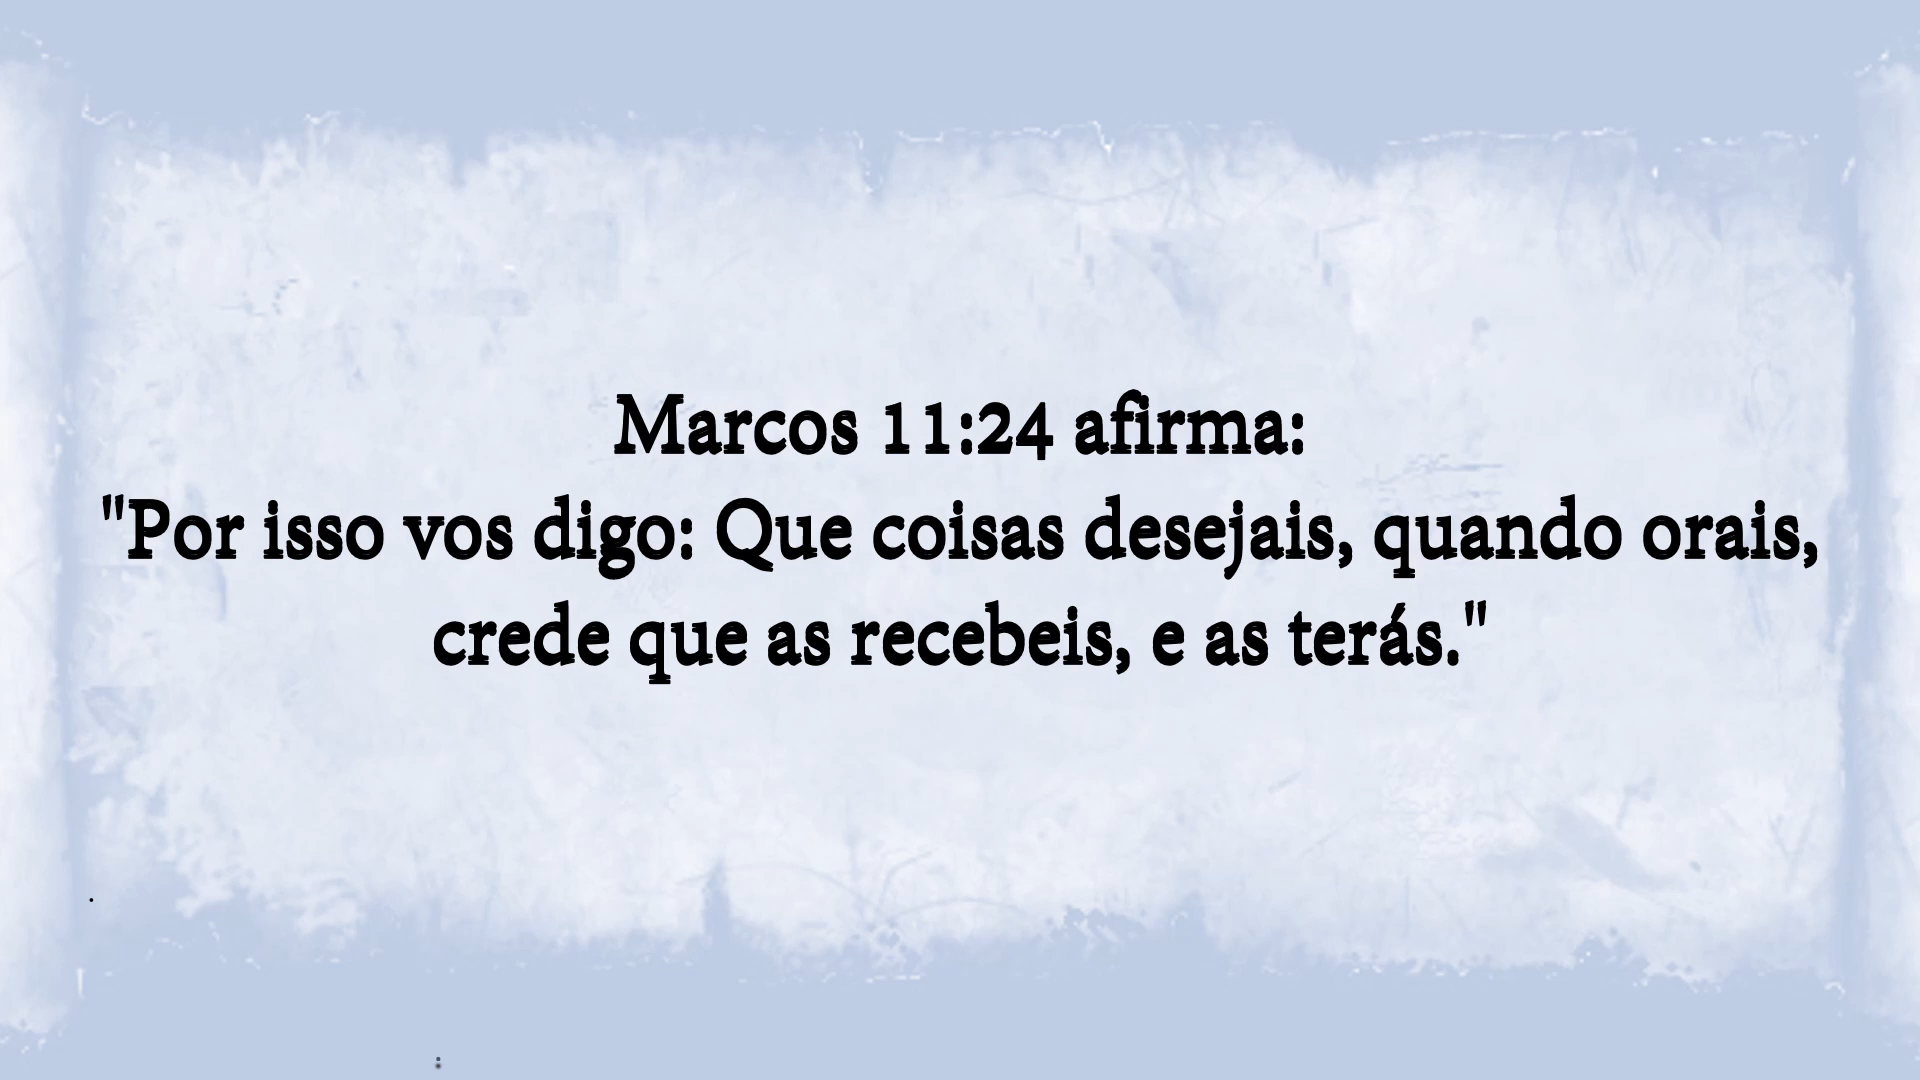 Marcos 11:24 afirma:
"Por isso vos digo: Que coisas desejais, quando orais,
crede que as recebeis, e as terás."